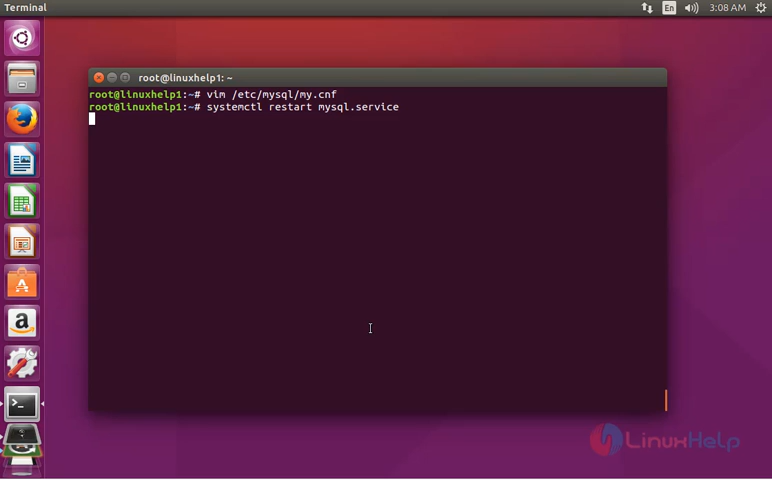 Terminal
En
3:08 AM
root@linuxhelp1: ~
root@linuxhelp1:~# vim /etc/mysql/my.cnf
root@linuxhelp1:~# systemctl restart mysql.service
LinuxHelp